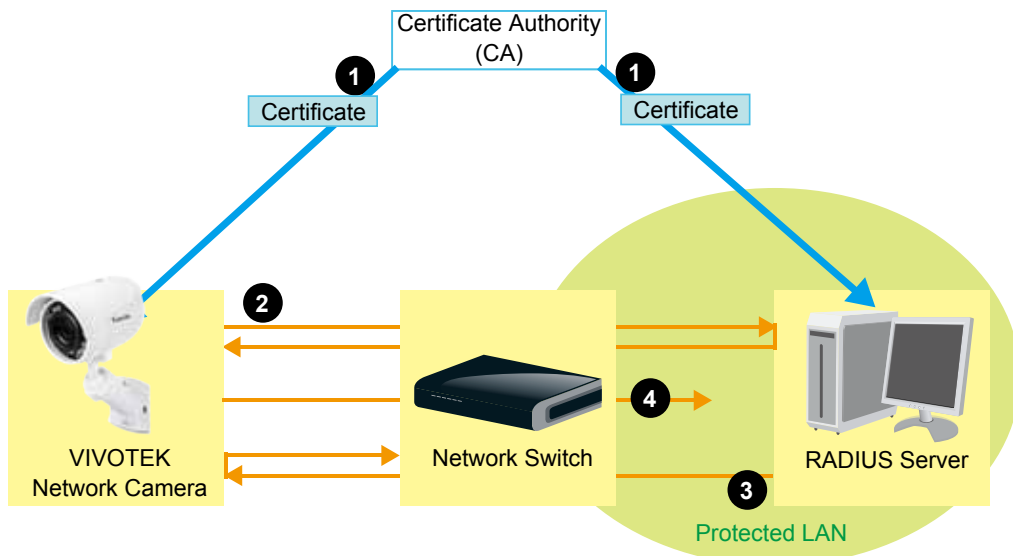 Certificate Authority
(CA)
1
1
Certificate
Certificate
2
4
VIVOTEK
Network Camera
Network Switch
RADIUS Server
3
Protected LAN